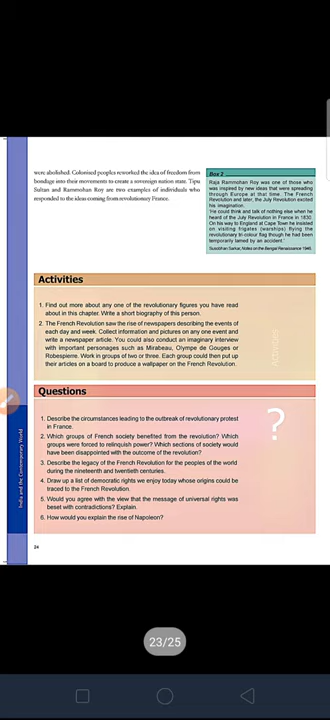 were abolished. Colonised peoples reworked the idea of freedom from
bondage into their movements to create a sovereign nation state. Tipu
Sultan and Rammohan Roy are two examples of individuals who
responded to the ideas coming from revolutionary France.
Box 2
Raja Rammohan Roy was one of those who
was inspired by new ideas that were spreading
through Europe at that time. The French
Revolution and later, the July Revolution excited
his imagination.
'He could think and talk of nothing else when he
heard of the July Revolution in France in 1830.
On his way to England at Cape Town he insisted
on visiting frigates (warships) flying the
revolutionary tri-colour flag though he had been
temporarily lamed by an accident.'
Susobhan Sarkar, Notes on the Bengal Renaissance 1946.
Activities
1. Find out more about any one of the revolutionary figures you have read
about in this chapter. Write a short biography of this person.
2. The French Revolution saw the rise of newspapers describing the events of
each day and week. Collect information and pictures on any one event and
write a newspaper article. You could also conduct an imaginary interview
with important personages such as Mirabeau, Olympe de Gouges or
Robespierre. Work in groups of two or three. Each group could then put up
their articles on a board to produce a wallpaper on the French Revolution.
Activities
Questions
1. Describe the circumstances leading to the outbreak of revolutionary protest
in France.
2. Which groups of French society benefited from the revolution? Which
groups were forced to relinquish power? Which sections of society would
have been disappointed with the outcome of the revolution?
3. Describe the legacy of the French Revolution for the peoples of the world
during the nineteenth and twentieth centuries.
4. Draw up a list of democratic rights we enjoy today whose origins could be
traced to the French Revolution.
5. Would you agree with the view that the message of universal rights was
beset with contradictions? Explain.
6. How would you explain the rise of Napoleon?
?
India and the Contemporary World
24
23/25